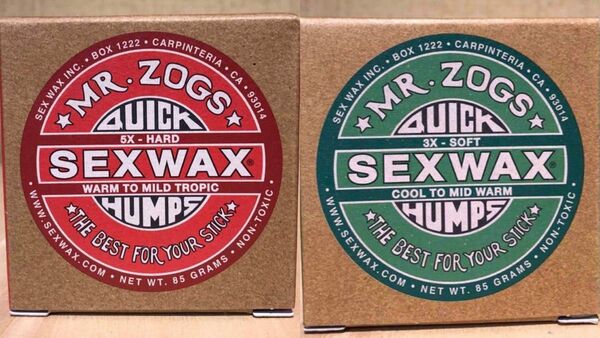 SEX WAX INC. • BOX 1222 • CARPINTERIA • CA • 93014
★ MR. ZOGS ★
QUICK
5X - HARD
SEXWAX®
WARM TO MILD TROPIC
HUMPS
THE BEST FOR YOUR STICK
• WWW.SEXWAX.COM • NET WT. 85 GRAMS • NON-TOXIC •
SEX WAX INC. • BOX 1222 • CARPINTERIA • CA • 93014
★ MR. ZOGS ★
QUICK
3X - SOFT
SEXWAX®
COOL TO MID WARM
HUMPS
THE BEST FOR YOUR STICK
• WWW.SEXWAX.COM • NET WT. 85 GRAMS • NON-TOXIC •